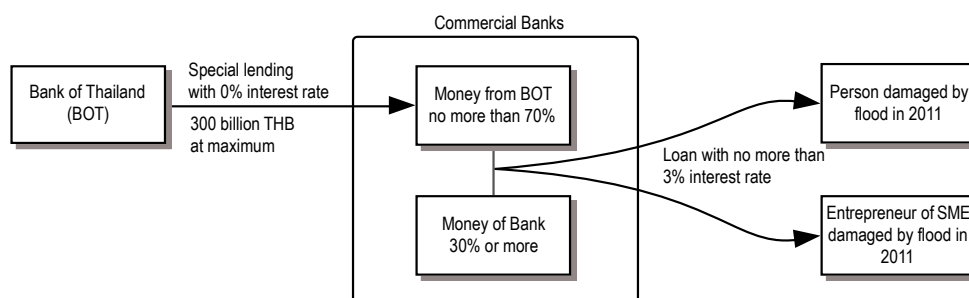 Commercial Banks
Bank of Thailand
(BOT)
Special lending
with 0% interest rate
300 billion THB
at maximum
Money from BOT
no more than 70%
Money of Bank
30% or more
Loan with no more than
3% interest rate
Person damaged by
flood in 2011
Entrepreneur of SME
damaged by flood in
2011